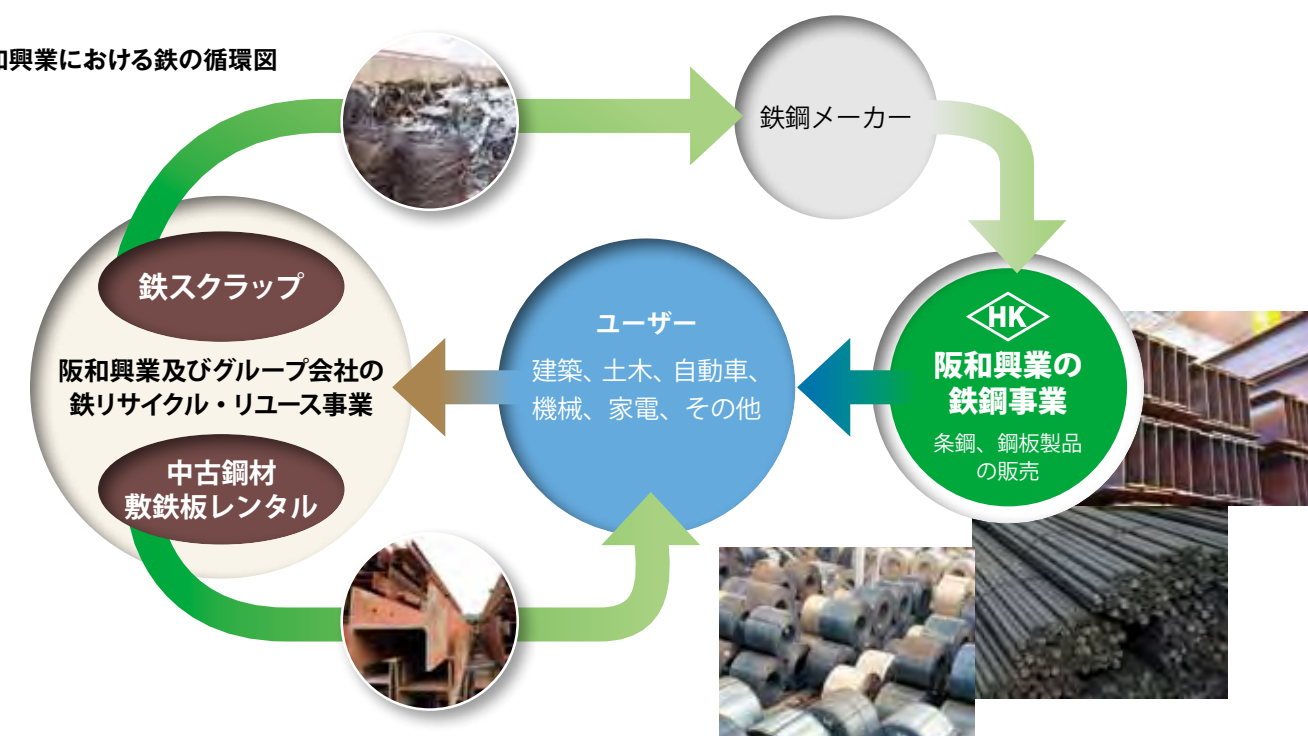 和興業における鉄の循環図
鉄鋼メーカー
鉄スクラップ
阪和興業及びグループ会社の
鉄リサイクル・リユース事業
中古鋼材
敷鉄板レンタル
ユーザー
建築、土木、自動車、
機械、家電、その他
HK
阪和興業の
鉄鋼事業
条鋼、鋼板製品
の販売